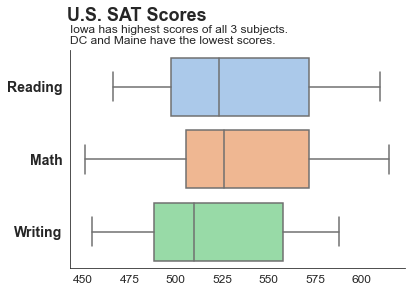 U.S. SAT Scores
Iowa has highest scores of all 3 subjects.
DC and Maine have the lowest scores.
Reading
Math
Writing
450 475 500 525 550 575 600